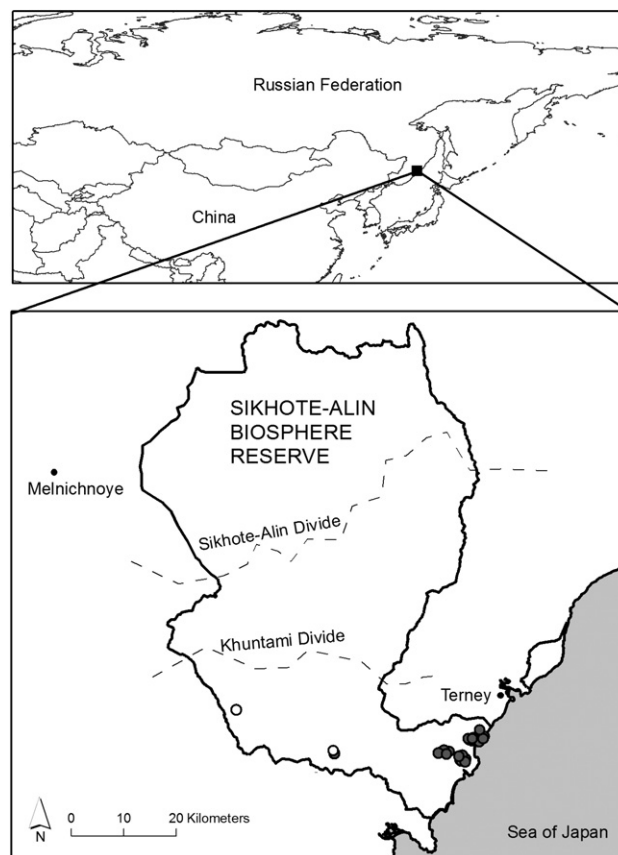 Russian Federation
China
SIKHOTE-ALIN
BIOSPHERE
RESERVE
Melnichnoye
Sikhote-Alin Divide
Khuntami Divide
Terney
N
0 10 20 Kilometers
Sea of Japan